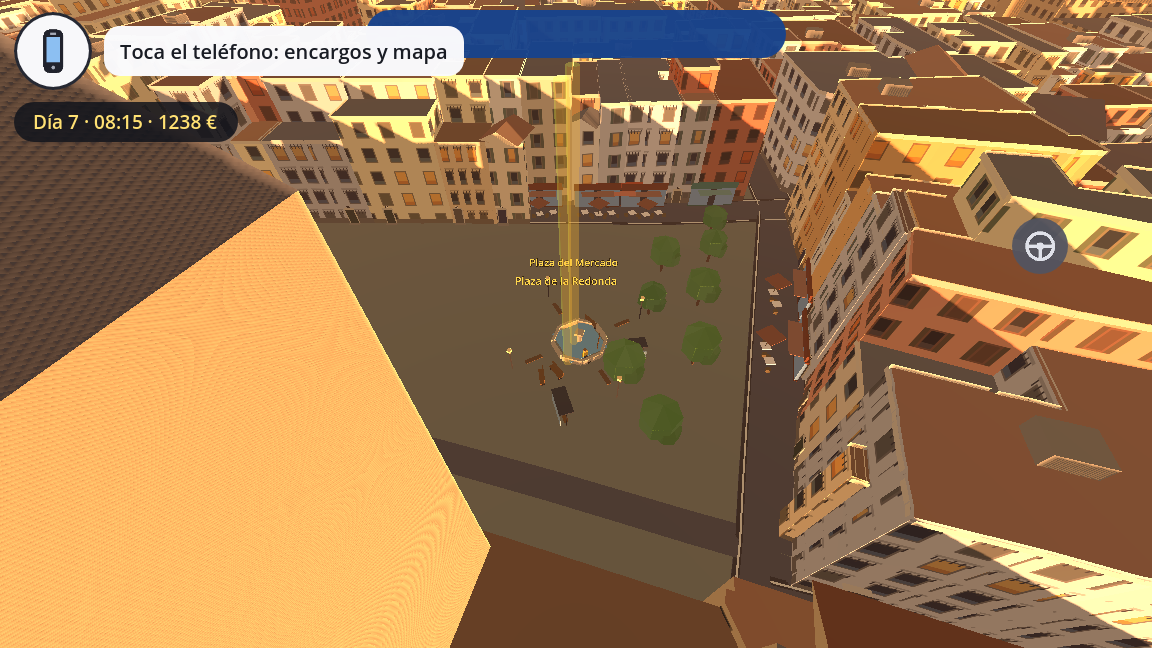 Toca el teléfono: encargos y mapa
Día 7 · 08:15 · 1238 €
Plaza del Mercado
Plaza de la Redonda